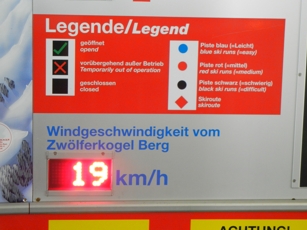 Legende/Legend
geöffnet
opend
vorübergehend außer Betrieb
Temporarily out of operation
geschlossen
closed
Piste blau (=Leicht)
blue ski runs (=easy)
Piste rot (=mittel)
red ski runs (=medium)
Piste schwarz (=schwierig)
black ski runs (=difficult)
Skiroute
skiroute
Windgeschwindigkeit vom
Zwölferkogel Berg
19 km/h
ACHTUNG!